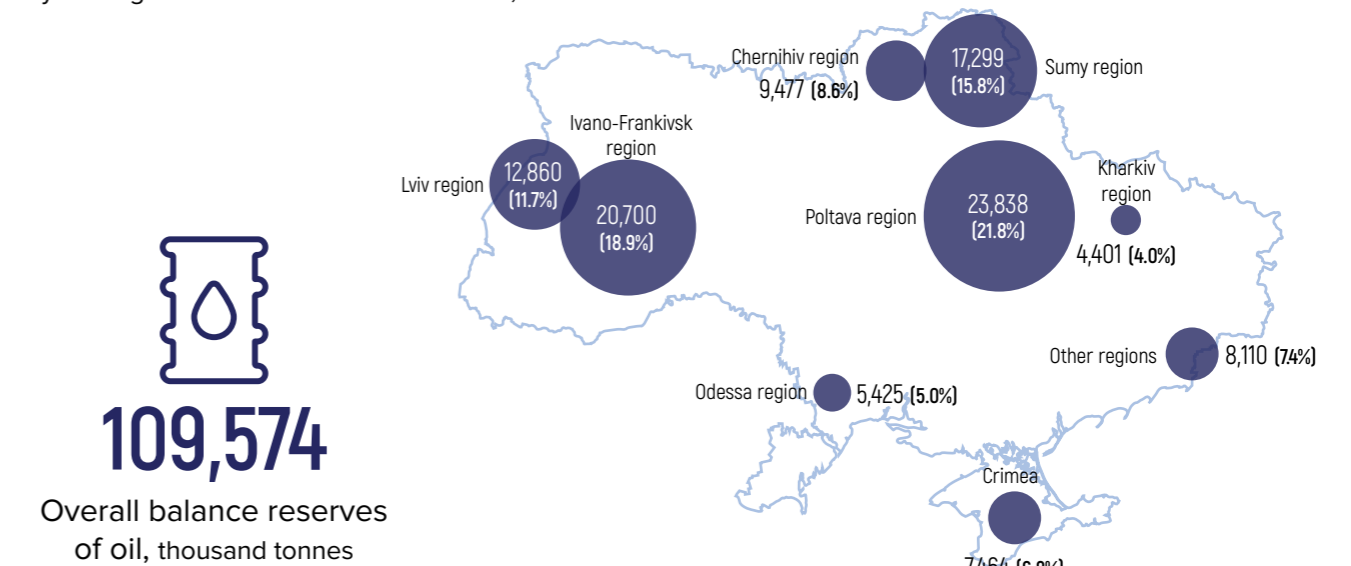 Chernihiv region
9,477 (8.6%)
17,299
(15.8%)
Sumy region
Ivano-Frankivsk
region
Lviv region
12,860
(11.7%)
20,700
(18.9%)
Poltava region
23,838
(21.8%)
Kharkiv
region
4,401 (4.0%)
Other regions
8,110 (7.4%)
Odessa region
5,425 (5.0%)
Crimea
109,574
Overall balance reserves
of oil, thousand tonnes